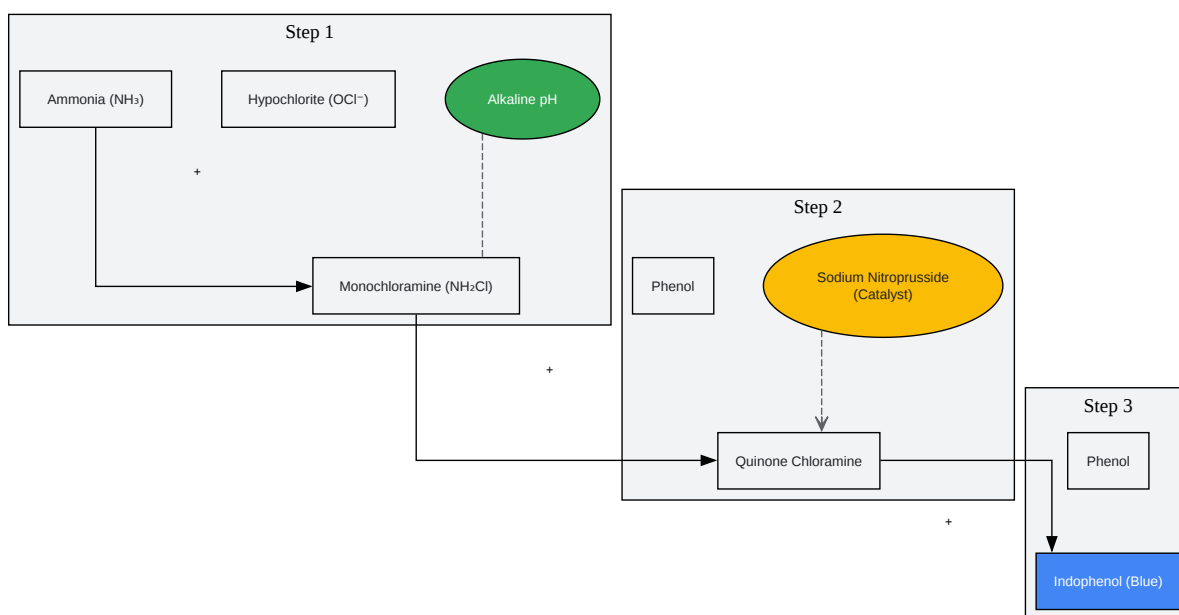 Step 1
Ammonia (NH₃)
Hypochlorite (OCl⁻)
Alkaline pH
+
Monochloramine (NH₂Cl)
Step 2
Phenol
Sodium Nitroprusside
(Catalyst)
+
Quinone Chloramine
Step 3
Phenol
+
Indophenol (Blue)